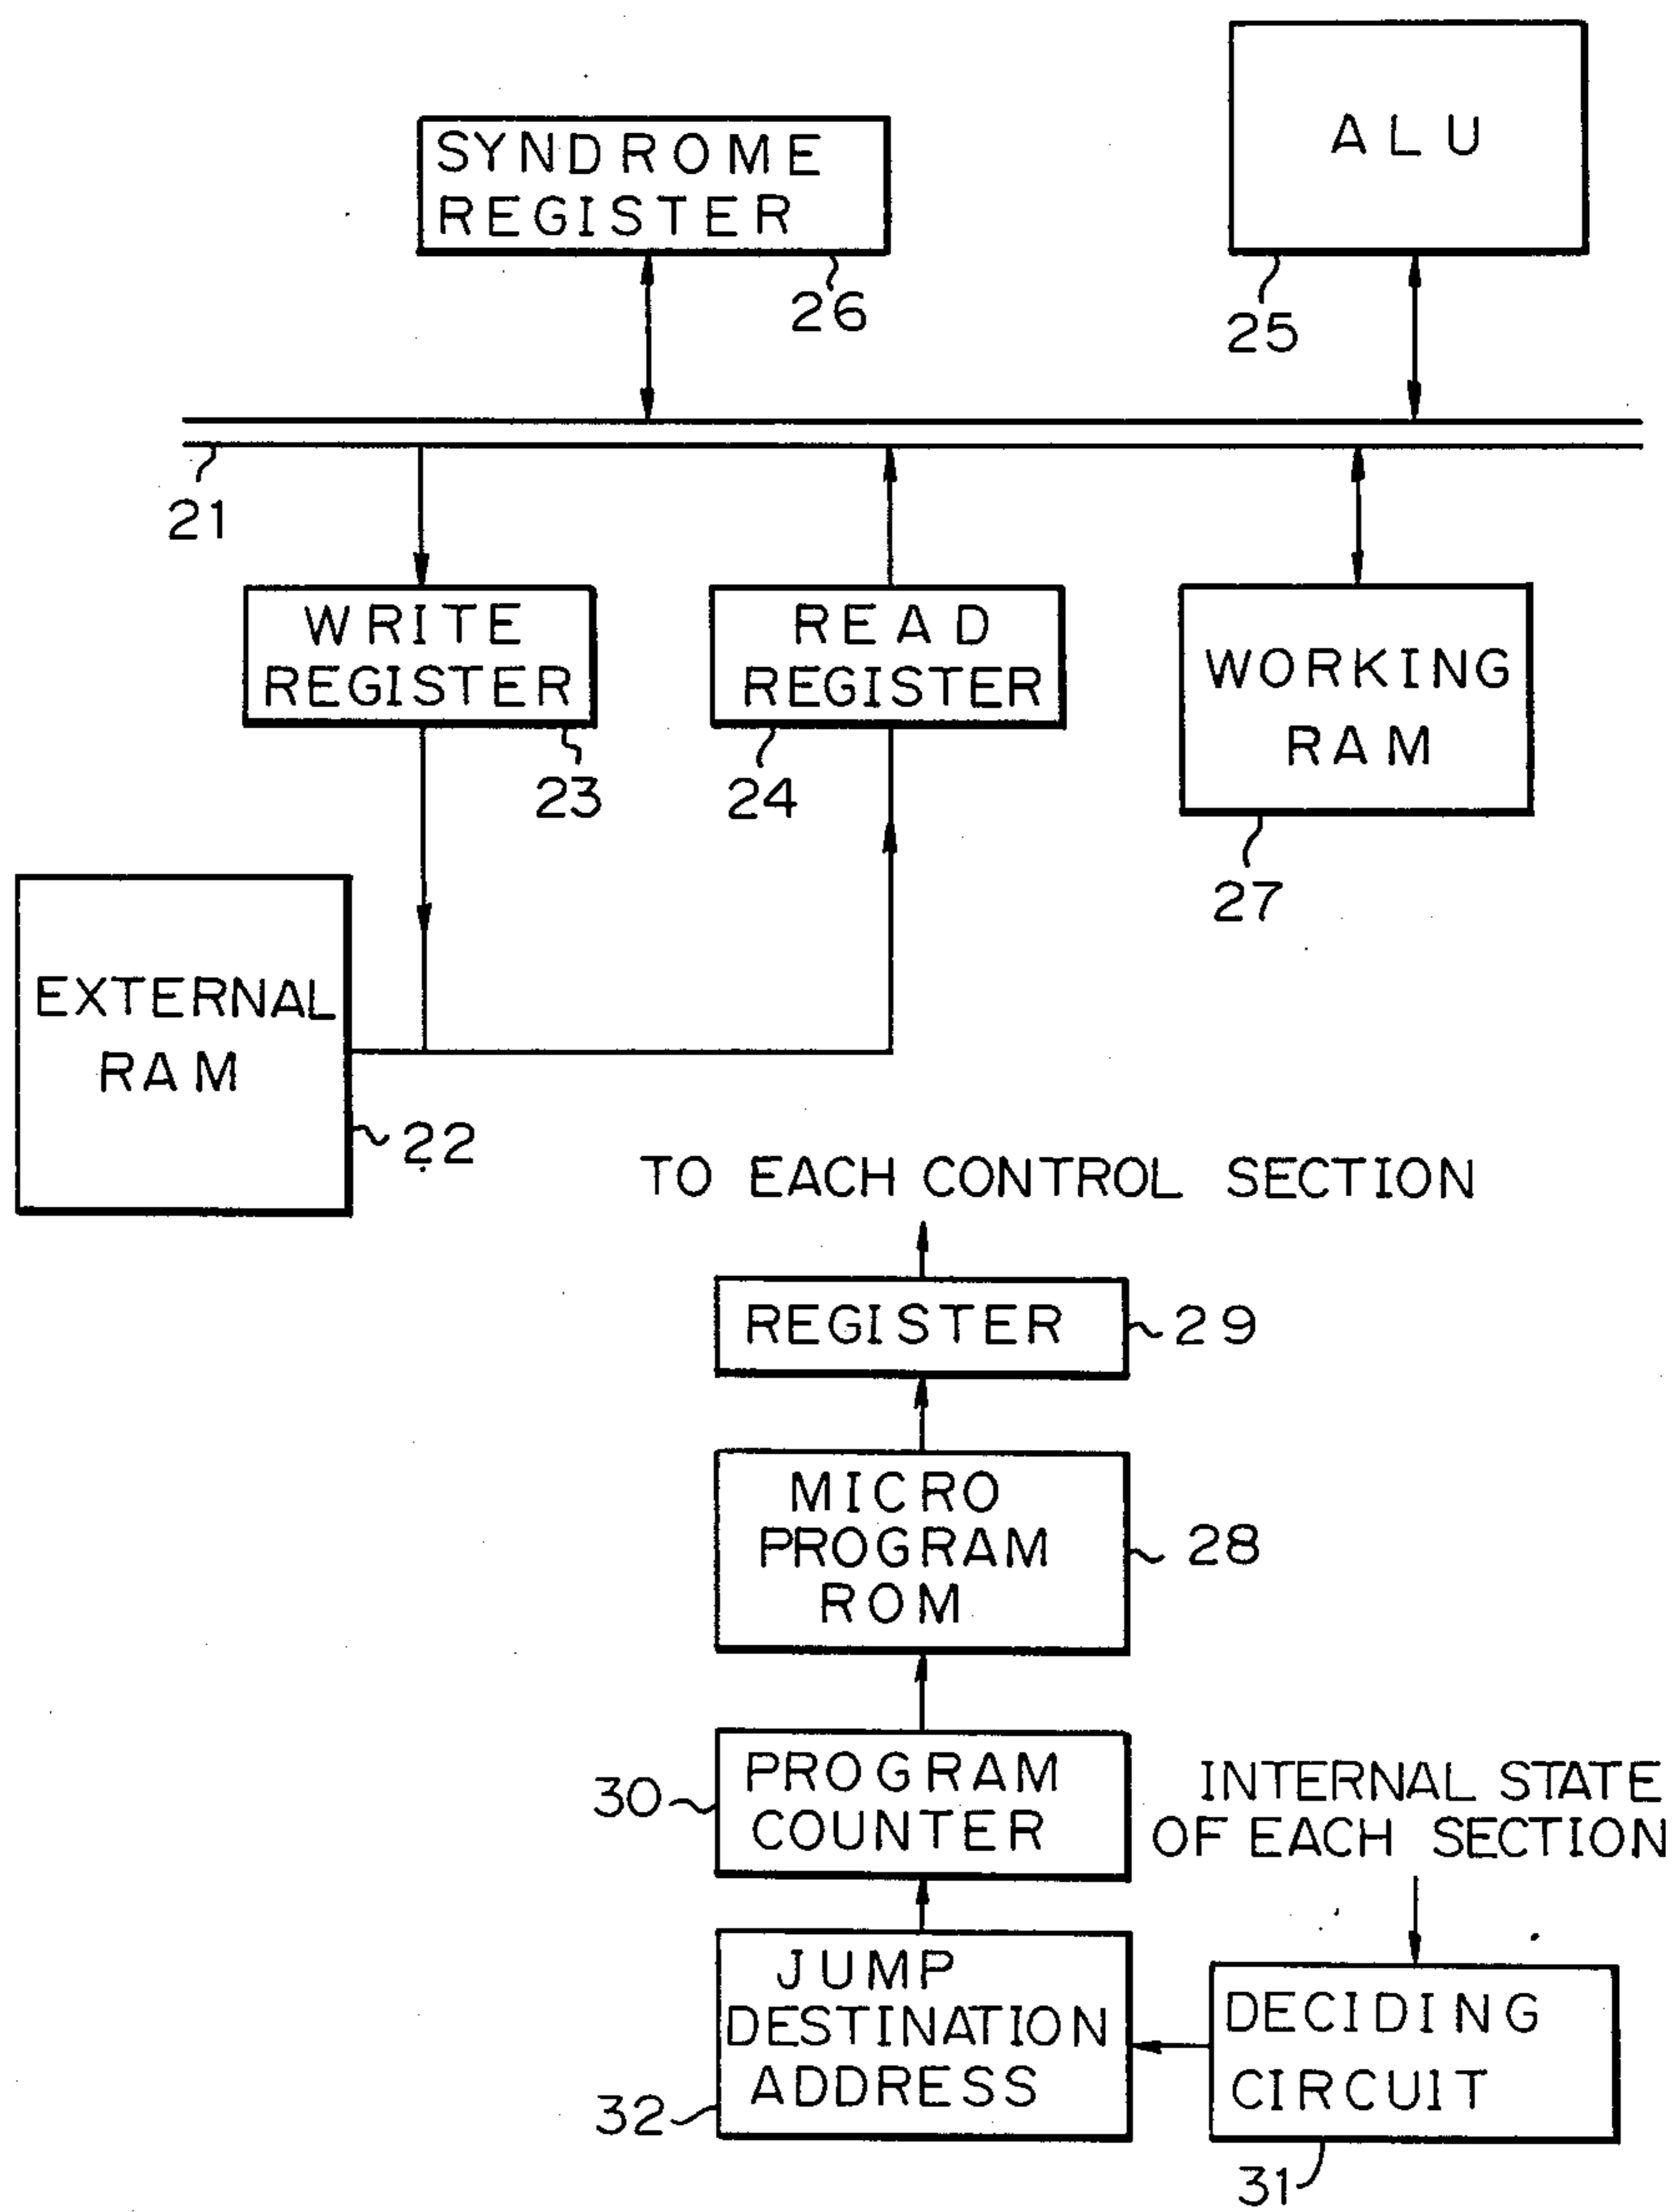 ALU
25
SYNDROME
REGISTER
26
21
WRITE
REGISTER
23
READ
REGISTER
24
WORKING
RAM
27
EXTERNAL
RAM
22
TO EACH CONTROL SECTION
REGISTER
29
MICRO
PROGRAM
ROM
28
PROGRAM
COUNTER
30
INTERNAL STATE
OF EACH SECTION
JUMP
DESTINATION
ADDRESS
32
DECIDING
CIRCUIT
31